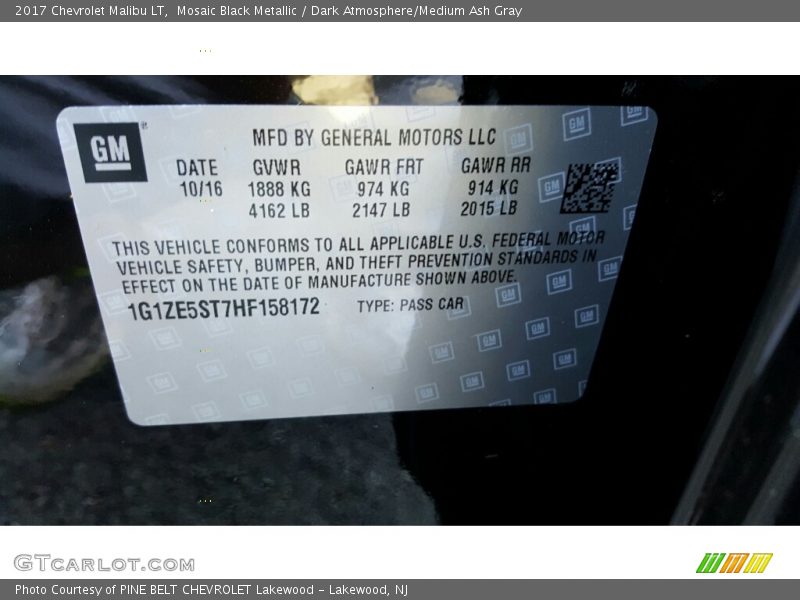 2017 Chevrolet Malibu LT, Mosaic Black Metallic / Dark Atmosphere/Medium Ash Gray
GM
MFD BY GENERAL MOTORS LLC
DATE GVWR GAWR FRT GAWR RR
10/16 1888 KG 974 KG 914 KG
4162 LB 2147 LB 2015 LB
THIS VEHICLE CONFORMS TO ALL APPLICABLE U.S. FEDERAL MOTOR
VEHICLE SAFETY, BUMPER, AND THEFT PREVENTION STANDARDS IN
EFFECT ON THE DATE OF MANUFACTURE SHOWN ABOVE.
1G1ZE5ST7HF158172 TYPE: PASS CAR
GTCARLOT.COM
Photo Courtesy of PINE BELT CHEVROLET Lakewood - Lakewood, NJ